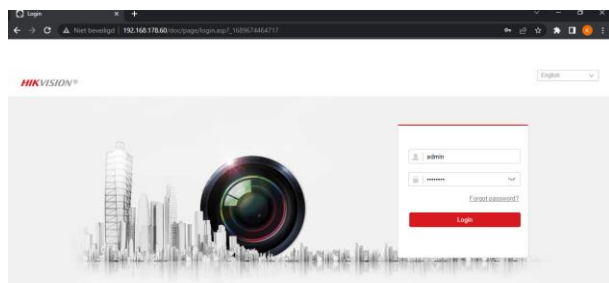 Login
Niet beveiligd | 192.168.178.60/doc/page/login.asp?_1689674464717
HIKVISION®
English
admin
Forgot password?
Login